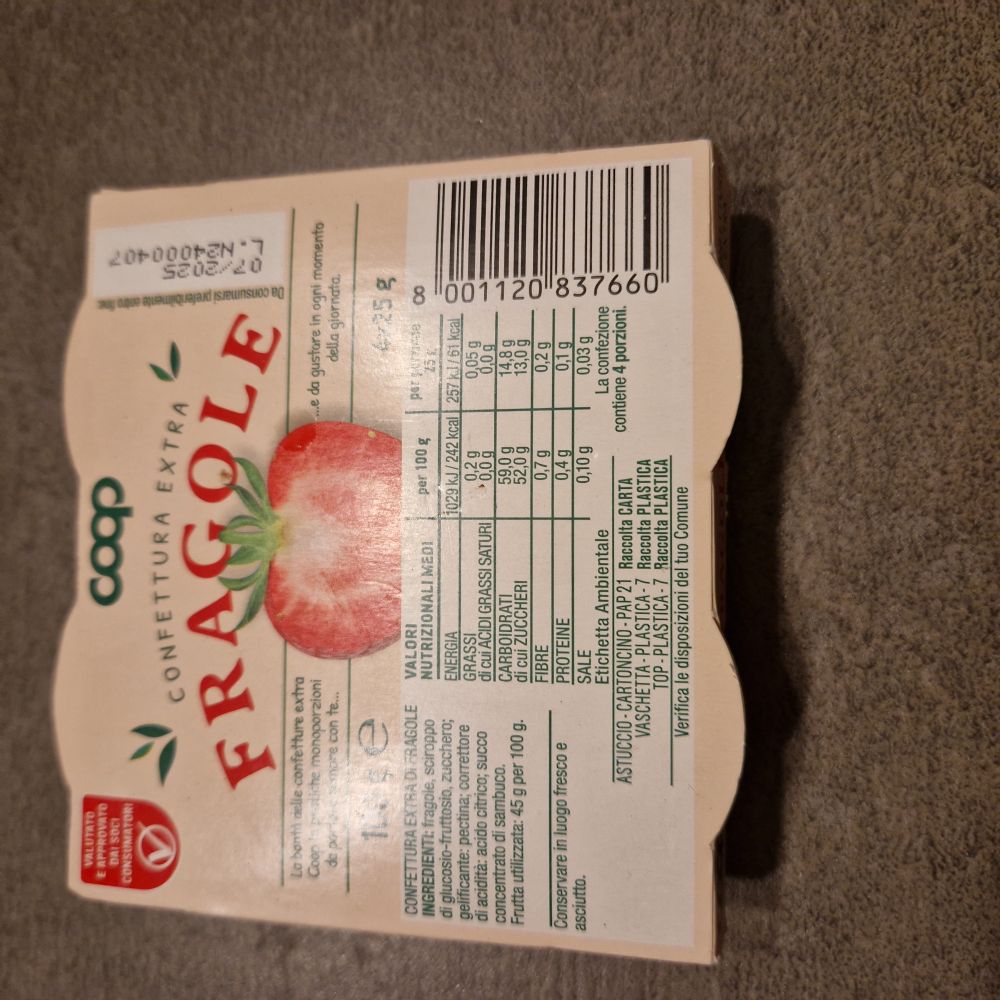 VALUTATO
E APPROVATO
DAI SOCI
CONSUMATORI
coop
CONFETTURA EXTRA
FRAGOLE
Da consumarsi preferibilmente entro fine:
07/2025
L. N24000407
La bontà delle confetture extra
Coop in pratiche monoporzioni
da portare sempre con te...
...e da gustare in ogni momento
della giornata.
100 g e
4x25 g
CONFETTURA EXTRA DI FRAGOLE
INGREDIENTI: fragole, sciroppo
di glucosio-fruttosio, zucchero;
gelificante: pectina; correttore
di acidità: acido citrico; succo
concentrato di sambuco.
Frutta utilizzata: 45 g per 100 g.
Conservare in luogo fresco e
asciutto.
VALORI
NUTRIZIONALI MEDI per 100 g per porzione 25 g
ENERGIA 1029 kJ / 242 kcal 257 kJ / 61 kcal
GRASSI 0,2 g 0,05 g
di cui ACIDI GRASSI SATURI 0,0 g 0,0 g
CARBOIDRATI 59,0 g 14,8 g
di cui ZUCCHERI 52,0 g 13,0 g
FIBRE 0,7 g 0,2 g
PROTEINE 0,4 g 0,1 g
SALE 0,10 g 0,03 g
La confezione
contiene 4 porzioni.
Etichetta Ambientale
ASTUCCIO - CARTONCINO - PAP 21 Raccolta CARTA
VASCHETTA - PLASTICA - 7 Raccolta PLASTICA
TOP - PLASTICA - 7 Raccolta PLASTICA
Verifica le disposizioni del tuo Comune
8 001120 837660